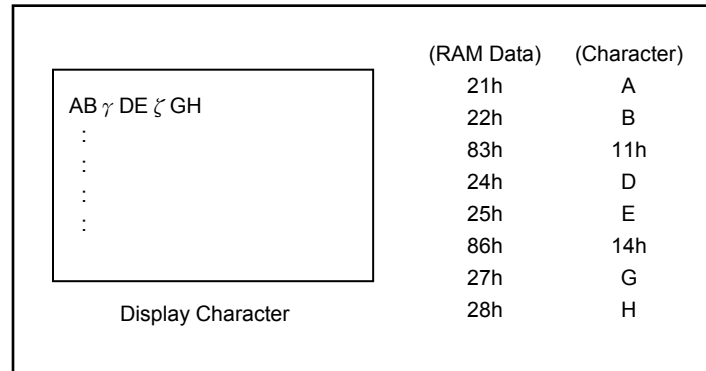 (RAM Data) (Character)
21h A
AB γ DE ζ GH
22h B
:
83h 11h
:
24h D
:
25h E
:
86h 14h
27h G
Display Character
28h H